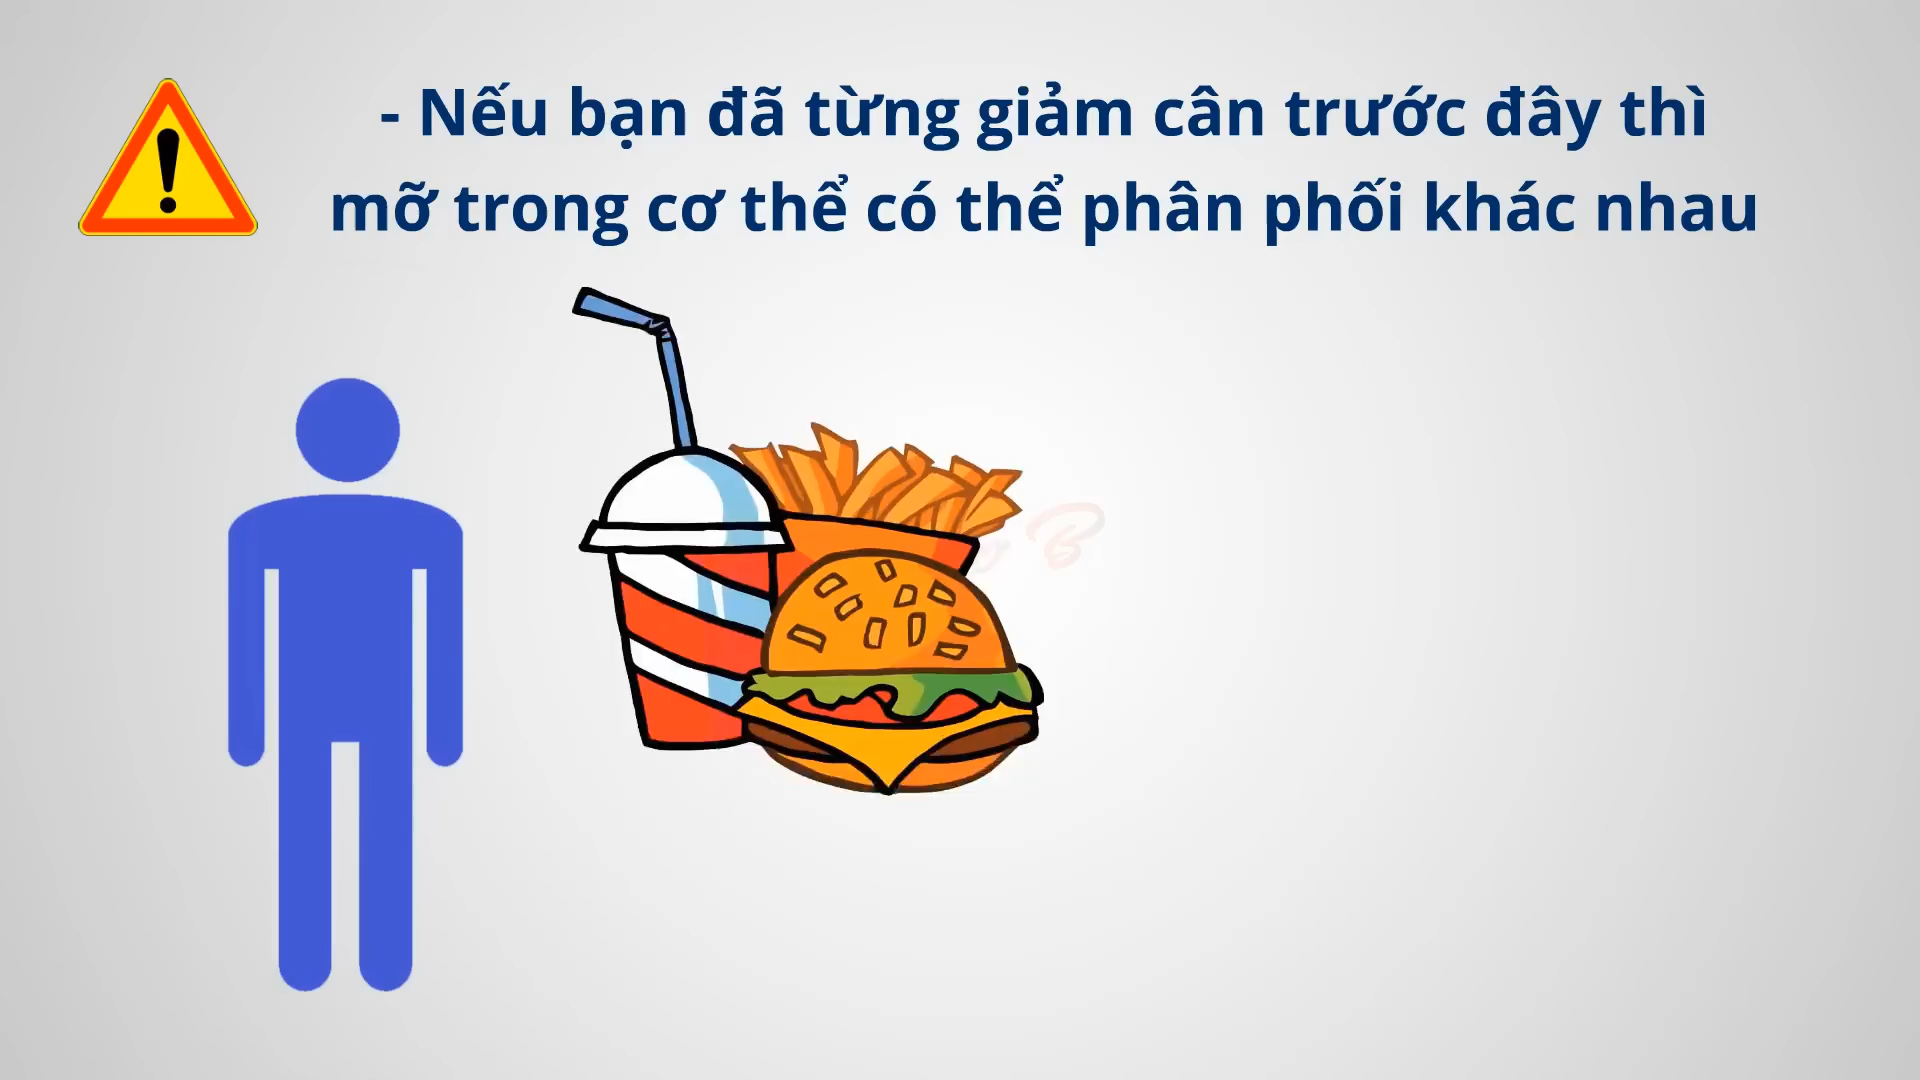 - Nếu bạn đã từng giảm cân trước đây thì
mỡ trong cơ thể có thể phân phối khác nhau